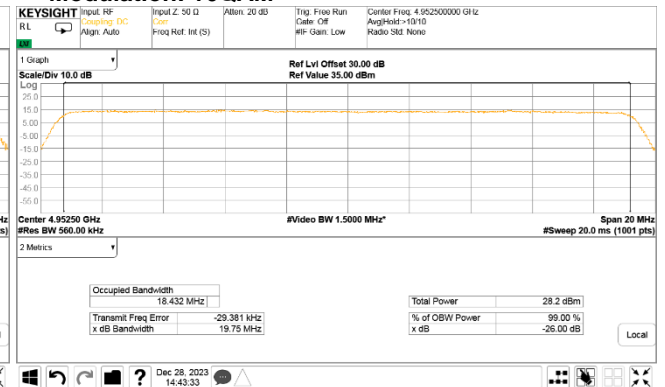 KEYSIGHT Input: RF Input Z: 50 Ω Atten: 20 dB Trig: Free Run Center Freq: 4.952500000 GHz
RL Coupling: DC Corr Gate: Off Avg|Hold:>10/10
Align: Auto Freq Ref: Int (S) #IF Gain: Low Radio Std: None
1 Graph
Ref Lvl Offset 30.00 dB
Scale/Div 10.0 dB Ref Value 35.00 dBm
Log
25.0
15.0
5.00
-5.00
-15.0
-25.0
-35.0
-45.0
-55.0
Center 4.95250 GHz #Video BW 1.5000 MHz* Span 20 MHz
#Res BW 560.00 kHz #Sweep 20.0 ms (1001 pts)
2 Metrics
Occupied Bandwidth
18.432 MHz Total Power 28.2 dBm
Transmit Freq Error -29.381 kHz % of OBW Power 99.00 %
x dB Bandwidth 19.75 MHz x dB -26.00 dB
Local
?
Dec 28, 2023
14:43:33